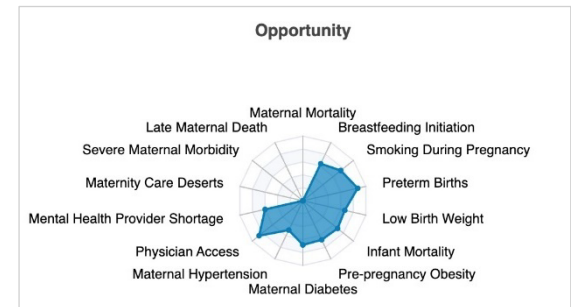 Opportunity
Maternal Mortality
Late Maternal Death
Breastfeeding Initiation
Severe Maternal Morbidity
Smoking During Pregnancy
Maternity Care Deserts
Preterm Births
Mental Health Provider Shortage
Low Birth Weight
Physician Access
Infant Mortality
Maternal Hypertension
Pre-pregnancy Obesity
Maternal Diabetes